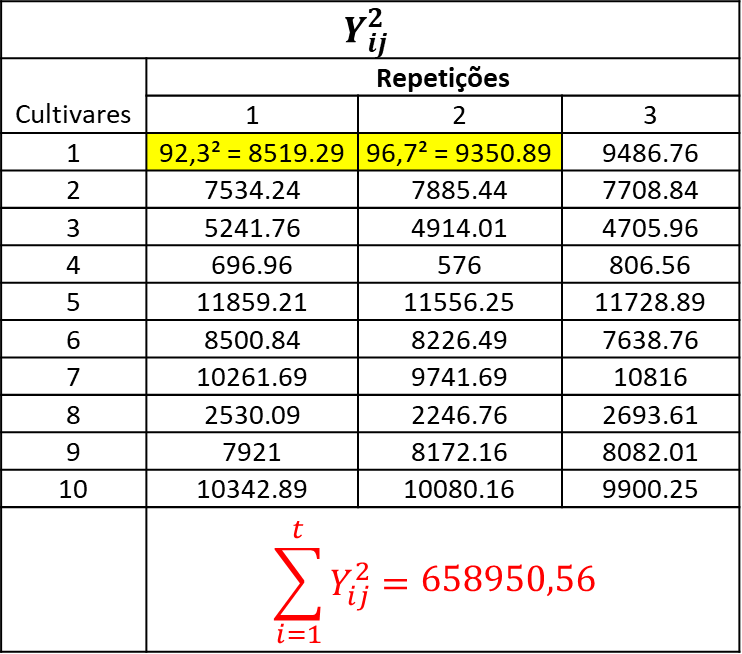 Y²ᵢⱼ
Repetições
Cultivares 1 2 3
1 92,3² = 8519.29 96,7² = 9350.89 9486.76
2 7534.24 7885.44 7708.84
3 5241.76 4914.01 4705.96
4 696.96 576 806.56
5 11859.21 11556.25 11728.89
6 8500.84 8226.49 7638.76
7 10261.69 9741.69 10816
8 2530.09 2246.76 2693.61
9 7921 8172.16 8082.01
10 10342.89 10080.16 9900.25
t
∑ Y²ᵢⱼ = 658950,56
i=1